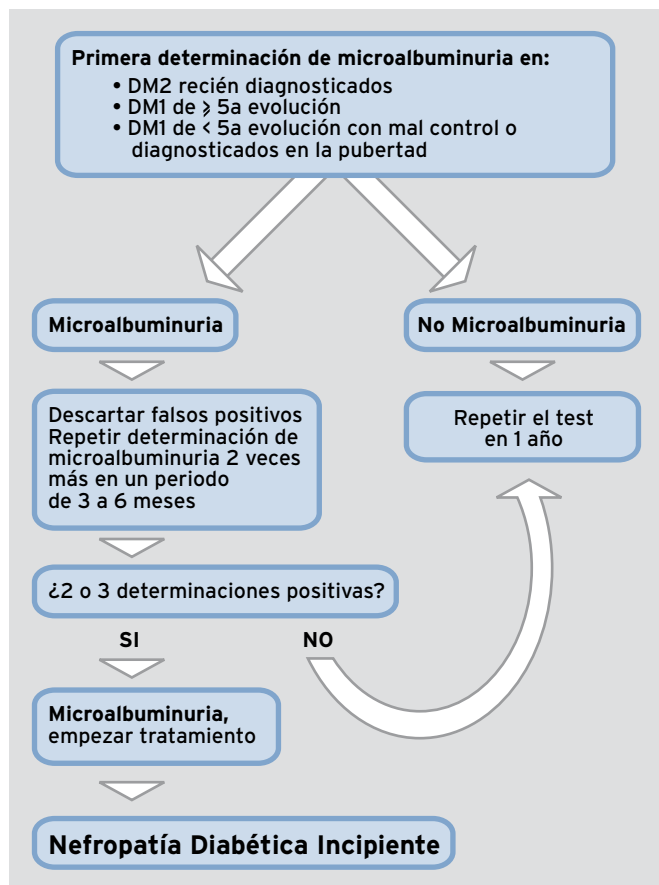 Primera determinación de microalbuminuria en:
• DM2 recién diagnosticados
• DM1 de ⩾ 5a evolución
• DM1 de < 5a evolución con mal control o
diagnosticados en la pubertad
Microalbuminuria
No Microalbuminuria
Descartar falsos positivos
Repetir determinación de
microalbuminuria 2 veces
más en un periodo
de 3 a 6 meses
Repetir el test
en 1 año
¿2 o 3 determinaciones positivas?
SI
NO
Microalbuminuria,
empezar tratamiento
Nefropatía Diabética Incipiente